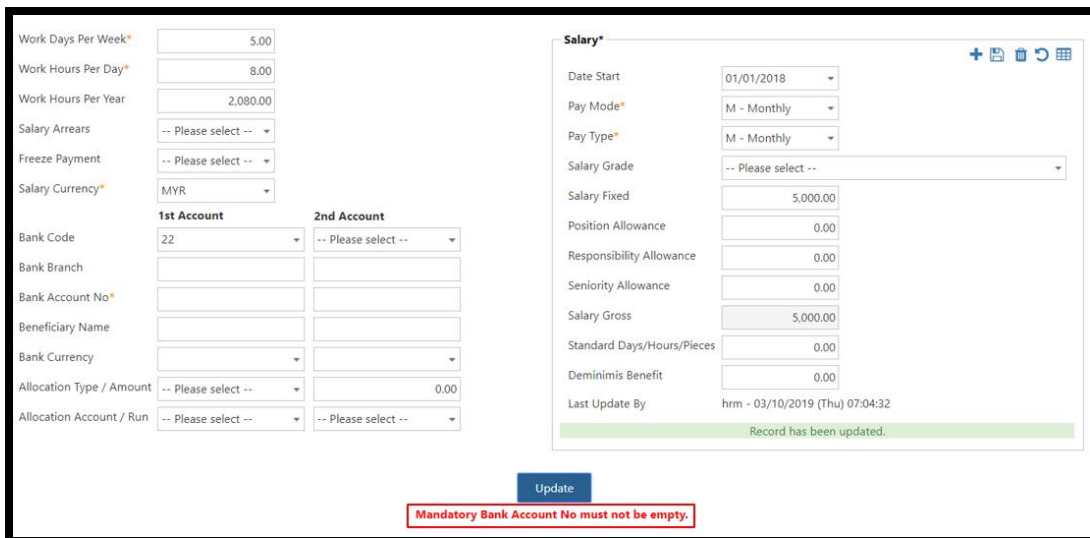 Work Days Per Week*
5.00
Work Hours Per Day*
8.00
Work Hours Per Year
2,080.00
Salary Arrears
-- Please select --
Freeze Payment
-- Please select --
Salary Currency*
MYR
1st Account 2nd Account
Bank Code
22
-- Please select --
Bank Branch
Bank Account No*
Beneficiary Name
Bank Currency
Allocation Type / Amount
-- Please select --
0.00
Allocation Account / Run
-- Please select --
-- Please select --
Salary*
Date Start
01/01/2018
Pay Mode*
M - Monthly
Pay Type*
M - Monthly
Salary Grade
-- Please select --
Salary Fixed
5,000.00
Position Allowance
0.00
Responsibility Allowance
0.00
Seniority Allowance
0.00
Salary Gross
5,000.00
Standard Days/Hours/Pieces
0.00
Deminimis Benefit
0.00
Last Update By
hrm - 03/10/2019 (Thu) 07:04:32
Record has been updated.
Update
Mandatory Bank Account No must not be empty.